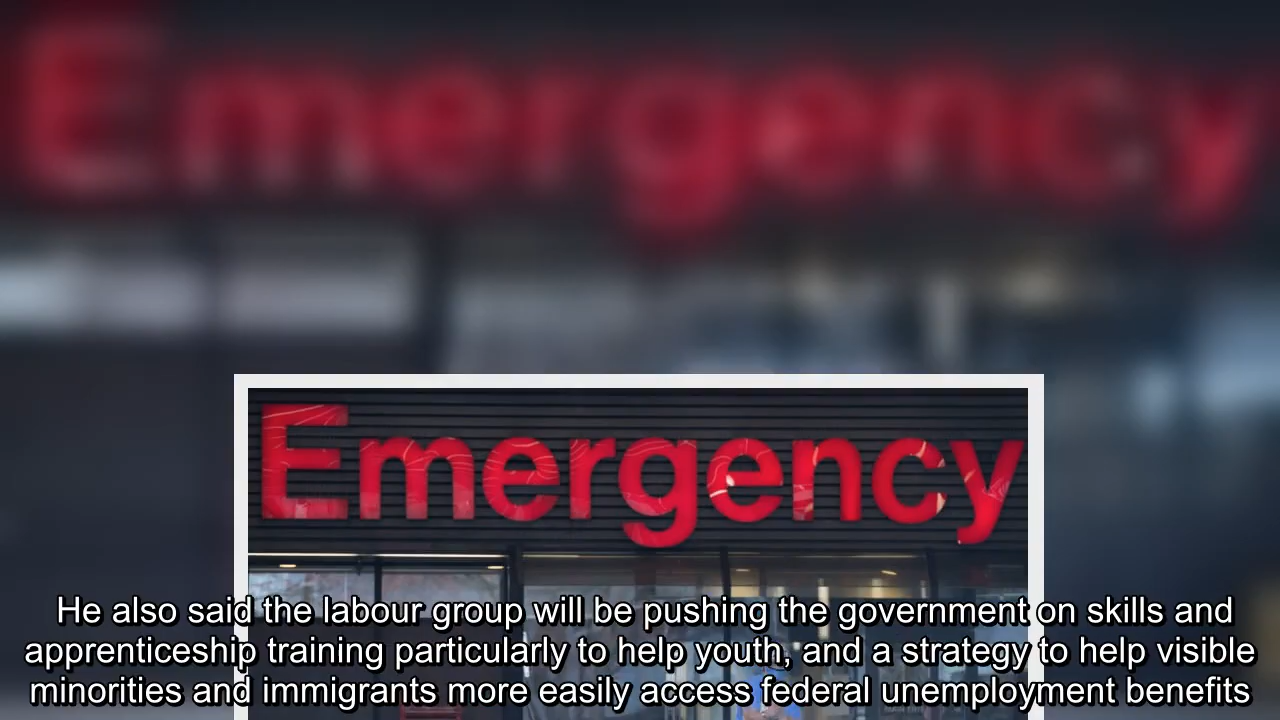 Emergency
Emergency
He also said the labour group will be pushing the government on skills and
apprenticeship training particularly to help youth, and a strategy to help visible
minorities and immigrants more easily access federal unemployment benefits